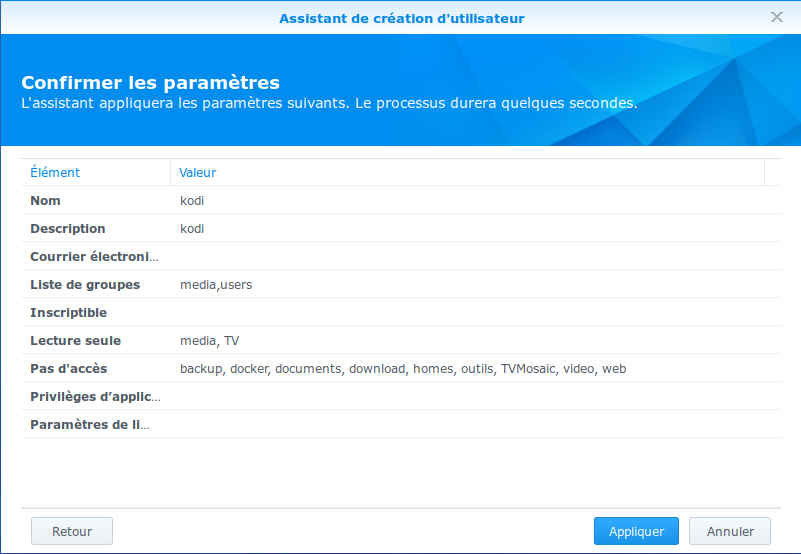 Assistant de création d'utilisateur
Confirmer les paramètres
L'assistant appliquera les paramètres suivants. Le processus durera quelques secondes.
Élément Valeur
Nom kodi
Description kodi
Courrier électroni...
Liste de groupes media,users
Inscriptible
Lecture seule media, TV
Pas d'accès backup, docker, documents, download, homes, outils, TVMosaic, video, web
Privilèges d’applic...
Paramètres de li...
Retour Appliquer Annuler